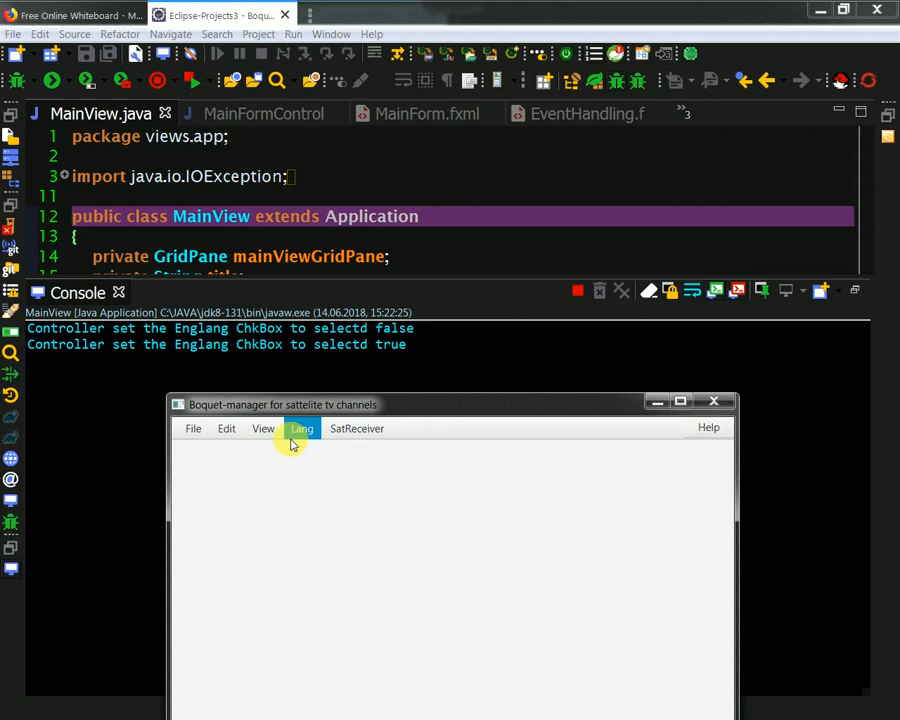 Free Online Whiteboard - M...
Eclipse-Projects3 - Boqu...
File Edit Source Refactor Navigate Search Project Run Window Help
MainView.java
MainFormControl
MainForm.fxml
EventHandling.f
3
1 package views.app;
2
3 import java.io.IOException;
11
12 public class MainView extends Application
13 {
14 private GridPane mainViewGridPane;
15 private String title;
Console
MainView [Java Application] C:\JAVA\jdk8-131\bin\javaw.exe (14.06.2018, 15:22:25)
Controller set the Englang ChkBox to selectd false
Controller set the Englang ChkBox to selectd true
Boquet-manager for sattelite tv channels
File Edit View Lang SatReceiver Help